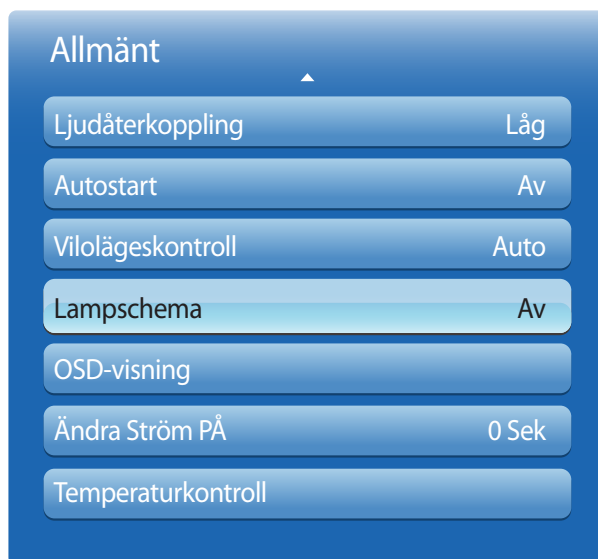 Allmänt
Ljudåterkoppling Låg
Autostart Av
Vilolägeskontroll Auto
Lampschema Av
OSD-visning
Ändra Ström PÅ 0 Sek
Temperaturkontroll